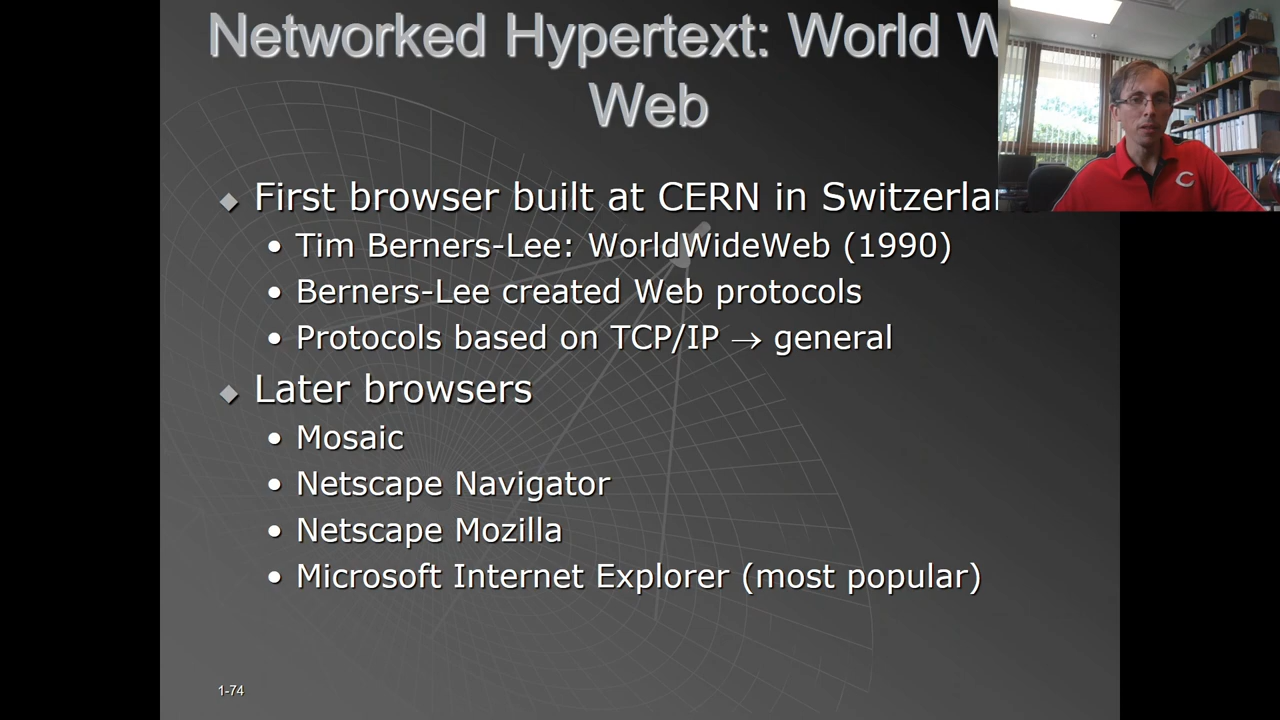 Networked Hypertext: World W
Web
First browser built at CERN in Switzerlan
Tim Berners-Lee: WorldWideWeb (1990)
Berners-Lee created Web protocols
Protocols based on TCP/IP → general
Later browsers
Mosaic
Netscape Navigator
Netscape Mozilla
Microsoft Internet Explorer (most popular)
1-74
C